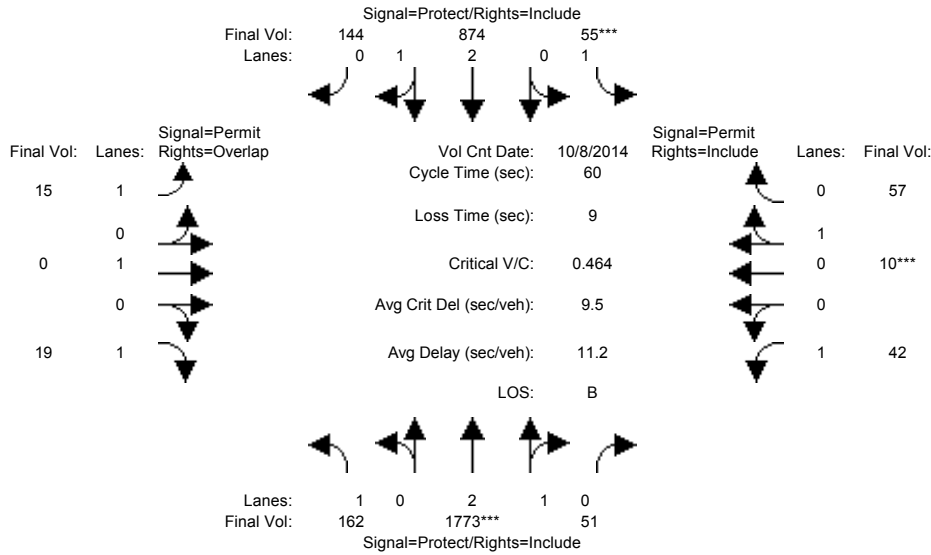 Signal=Protect/Rights=Include
Final Vol: 144 874 55***
Lanes: 0 1 2 0 1
Signal=Permit Signal=Permit
Final Vol: Lanes: Rights=Overlap Vol Cnt Date: 10/8/2014 Rights=Include Lanes: Final Vol:
Cycle Time (sec): 60
15 1 0 57
Loss Time (sec): 9
0 1
0 1 Critical V/C: 0.464 0 10***
0 Avg Crit Del (sec/veh): 9.5 0
19 1 Avg Delay (sec/veh): 11.2 1 42
LOS: B
Lanes: 1 0 2 1 0
Final Vol: 162 1773*** 51
Signal=Protect/Rights=Include